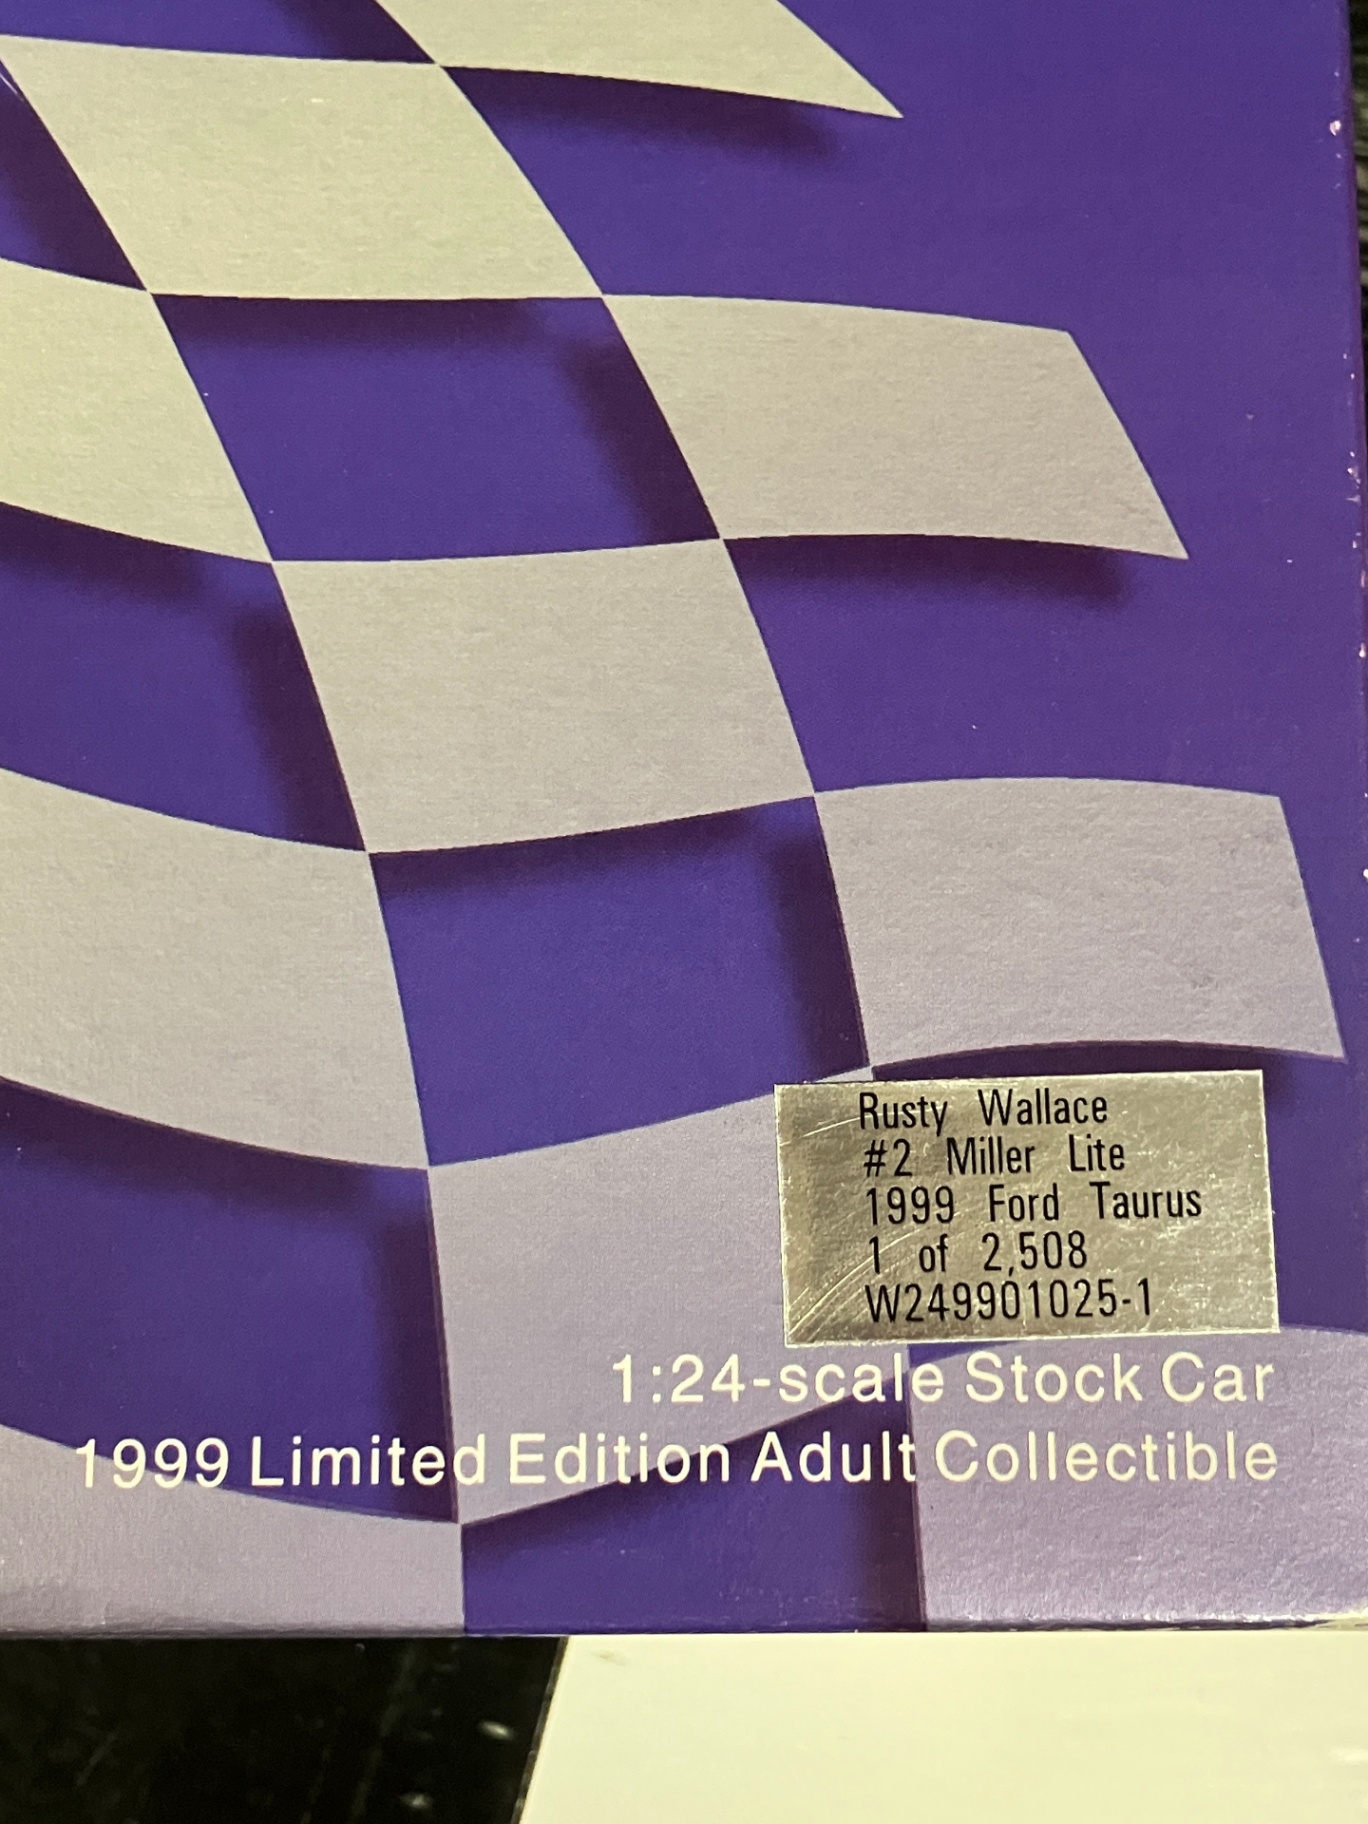 Rusty Wallace
#2 Miller Lite
1999 Ford Taurus
1 of 2,508
W249901025-1
1:24-scale Stock Car
1999 Limited Edition Adult Collectible